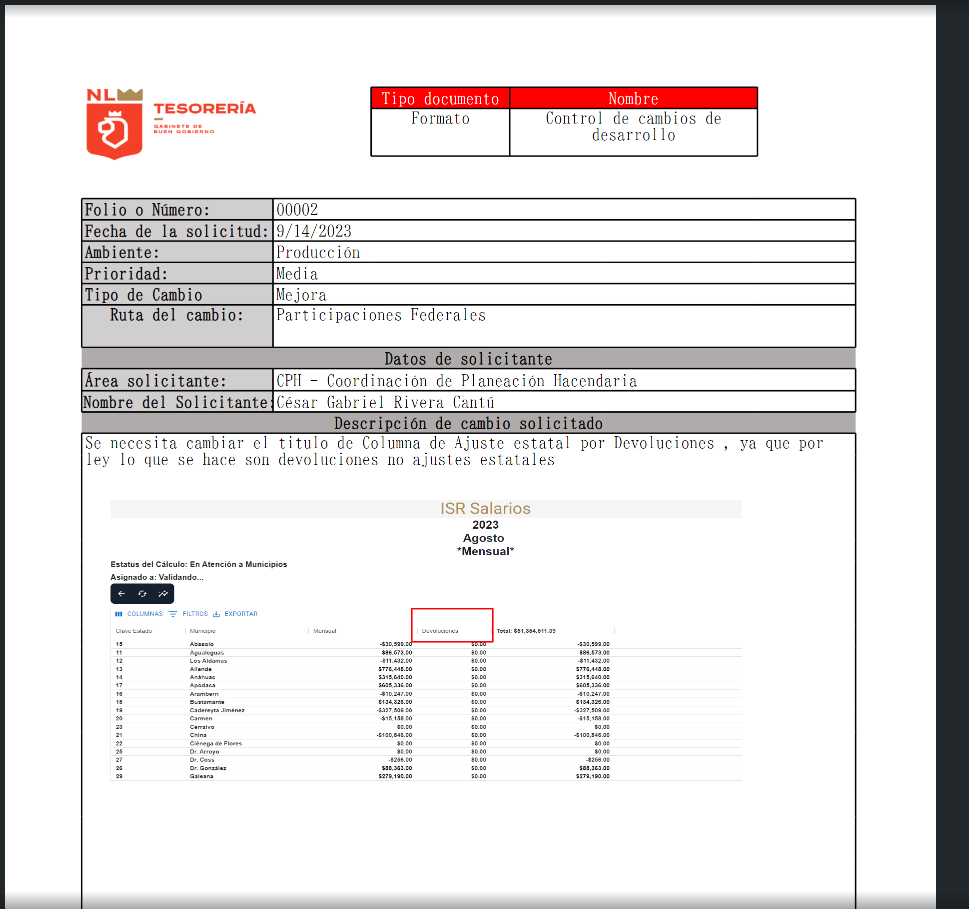 NL
TESORERÍA
GABINETE DE
BUEN GOBIERNO
Tipo documento Nombre
Formato Control de cambios de
desarrollo
Folio o Número: 00002
Fecha de la solicitud: 9/14/2023
Ambiente: Producción
Prioridad: Media
Tipo de Cambio Mejora
Ruta del cambio: Participaciones Federales
Datos de solicitante
Área solicitante: CPH - Coordinación de Planeación Hacendaria
Nombre del Solicitante: César Gabriel Rivera Cantú
Descripción de cambio solicitado
Se necesita cambiar el titulo de Columna de Ajuste estatal por Devoluciones , ya que por
ley lo que se hace son devoluciones no ajustes estatales
ISR Salarios
2023
Agosto
*Mensual*
Estatus del Cálculo: En Atención a Municipios
Asignado a: Validando...
COLUMNAS FILTROS EXPORTAR
Clave Estado Municipio Mensual Devoluciones Total: $61,364,611.39
15 Abasolo -$30,599.00 $0.00 -$30,599.00
11 Agualeguas $86,573.00 $0.00 $86,573.00
12 Los Aldamas -$11,432.00 $0.00 -$11,432.00
13 Allende $776,448.00 $0.00 $776,448.00
14 Anáhuac $315,640.00 $0.00 $315,640.00
17 Apodaca $605,336.00 $0.00 $605,336.00
16 Aramberri -$10,247.00 $0.00 -$10,247.00
18 Bustamante $134,326.00 $0.00 $134,326.00
19 Cadereyta Jiménez -$327,509.00 $0.00 -$327,509.00
20 Carmen -$15,158.00 $0.00 -$15,158.00
23 Cerralvo $0.00 $0.00 $0.00
21 China -$100,846.00 $0.00 -$100,846.00
22 Ciénega de Flores $0.00 $0.00 $0.00
25 Dr. Arroyo $0.00 $0.00 $0.00
27 Dr. Coss -$266.00 $0.00 -$266.00
26 Dr. González $88,363.00 $0.00 $88,363.00
29 Galeana $279,190.00 $0.00 $279,190.00